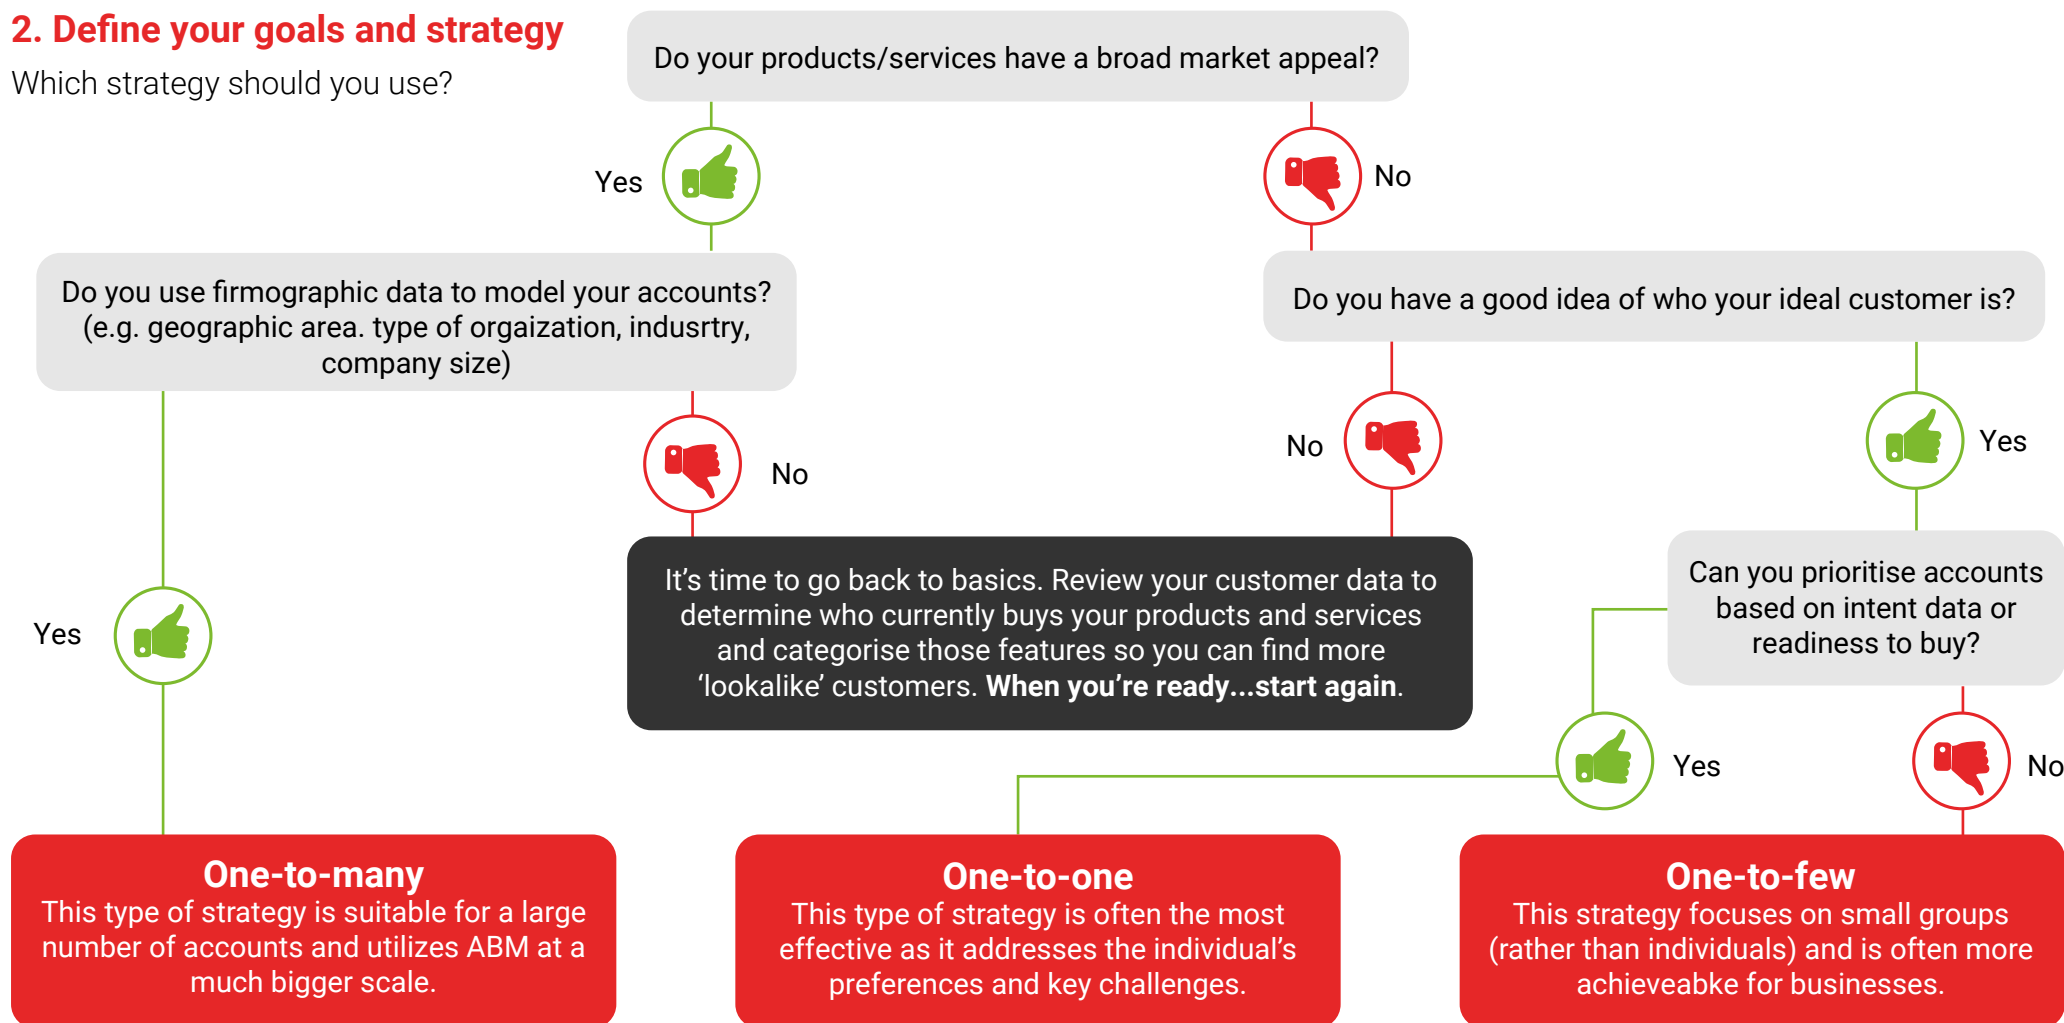 2. Define your goals and strategy
Which strategy should you use?
Do your products/services have a broad market appeal?
Yes
No
Do you use firmographic data to model your accounts?
(e.g. geographic area. type of orgaization, indusrtry,
company size)
Do you have a good idea of who your ideal customer is?
No
No
Yes
It’s time to go back to basics. Review your customer data to
determine who currently buys your products and services
and categorise those features so you can find more
‘lookalike’ customers. When you’re ready...start again.
Can you prioritise accounts
based on intent data or
readiness to buy?
Yes
Yes
No
One-to-many
This type of strategy is suitable for a large
number of accounts and utilizes ABM at a
much bigger scale.
One-to-one
This type of strategy is often the most
effective as it addresses the individual’s
preferences and key challenges.
One-to-few
This strategy focuses on small groups
(rather than individuals) and is often more
achieveabke for businesses.